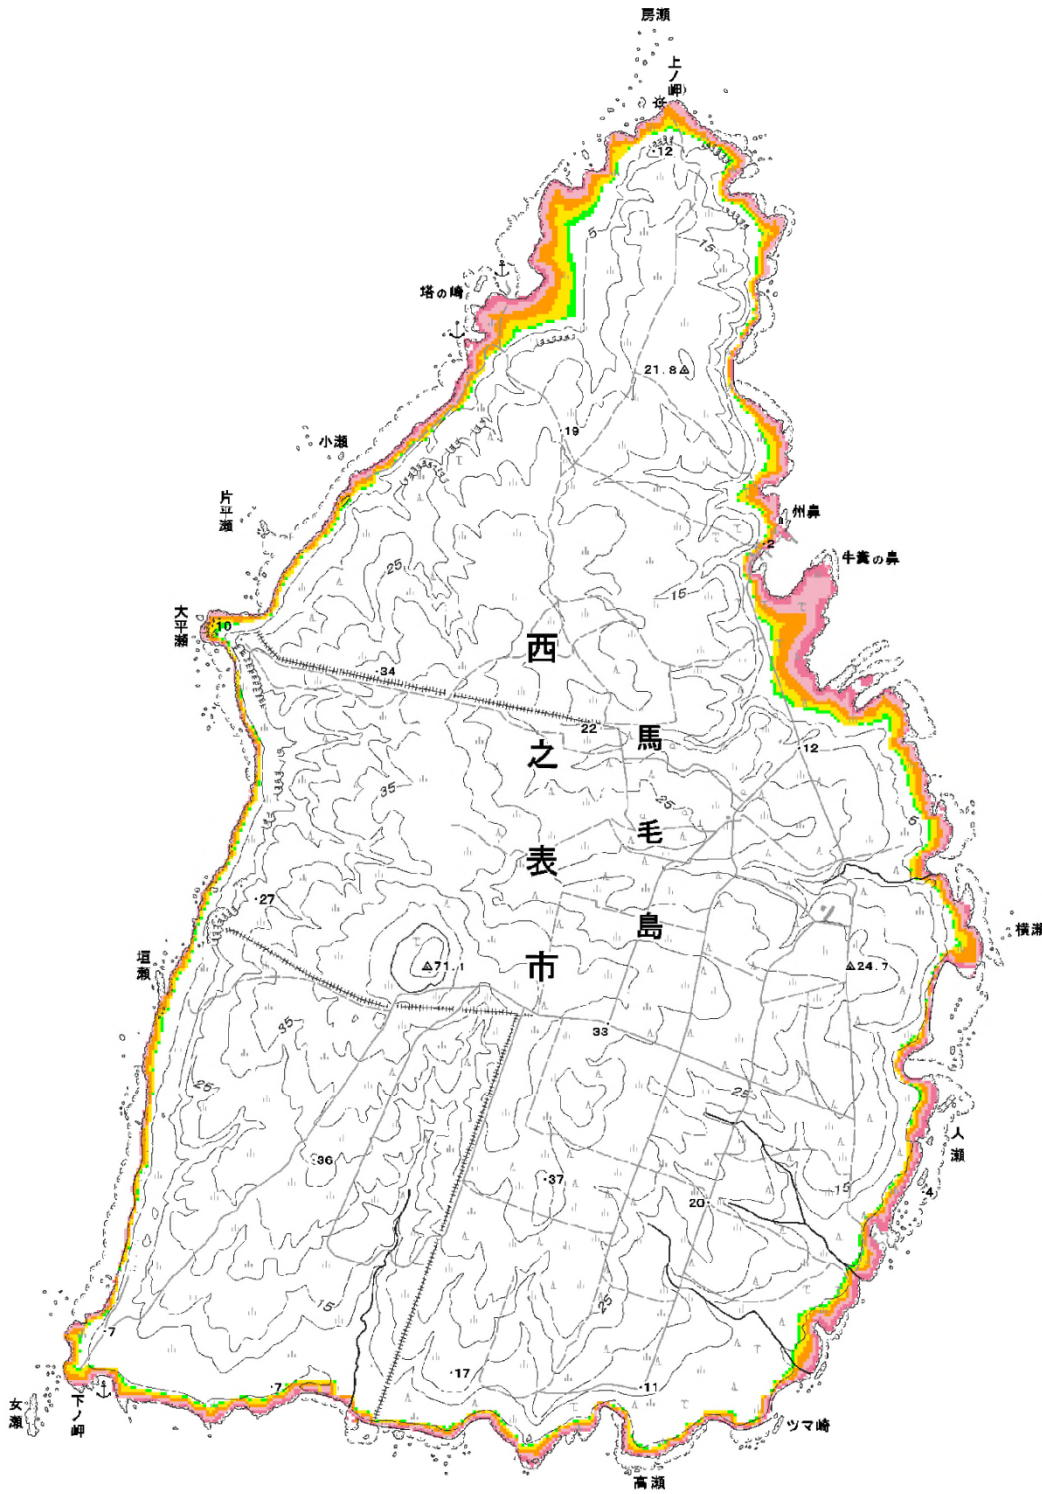 房瀬
上ノ岬
・12
5
15
塔の崎
21.8
19
小瀬
片平瀬
州鼻
2
牛糞の鼻
25
15
大平瀬
10
西之表市
34
22
馬毛島
・12
35
25
5
・27
横瀬
垣瀬
71.1
24.7
35
33
25
25
人瀬
36
・37
15
・4
20・
15
25
・7
・7
・17
・11
女瀬
下ノ岬
ツマ崎
高瀬